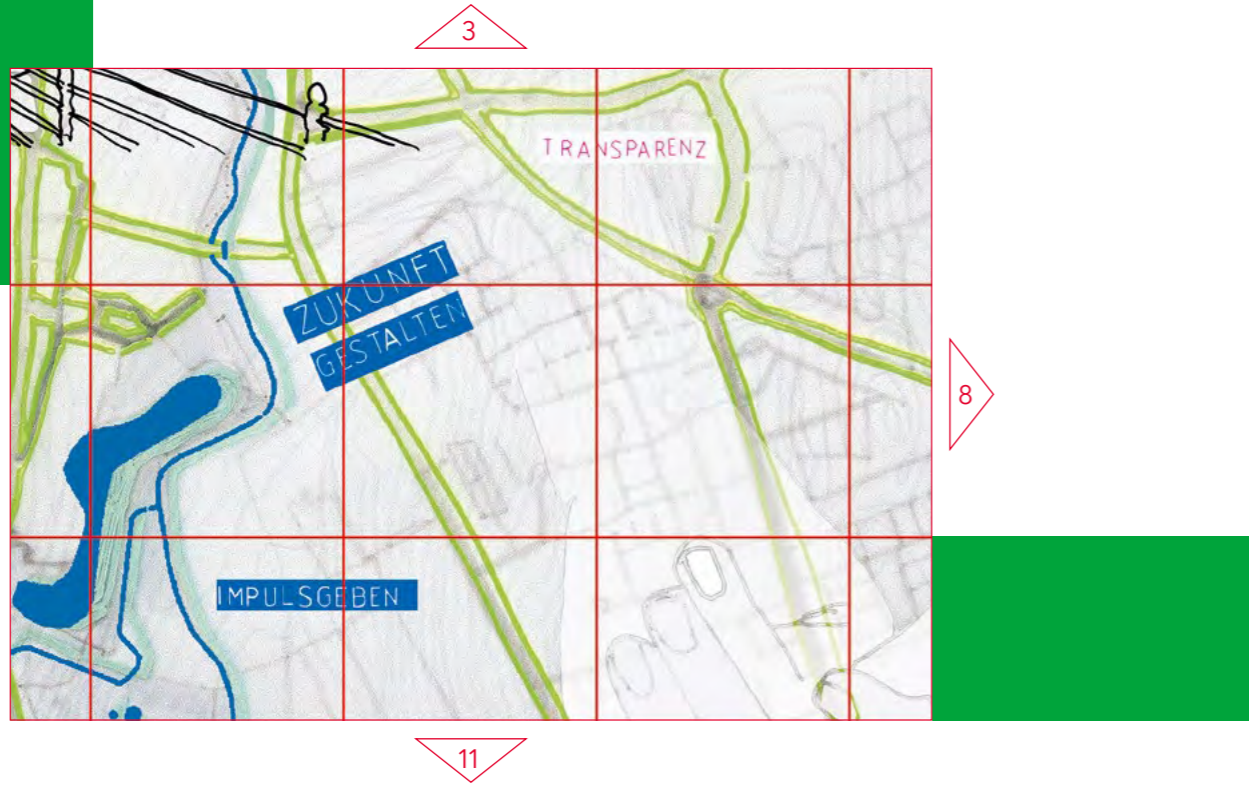 3
TRANSPARENZ
ZUKUNFT
GESTALTEN
8
IMPULSGEBEN
11